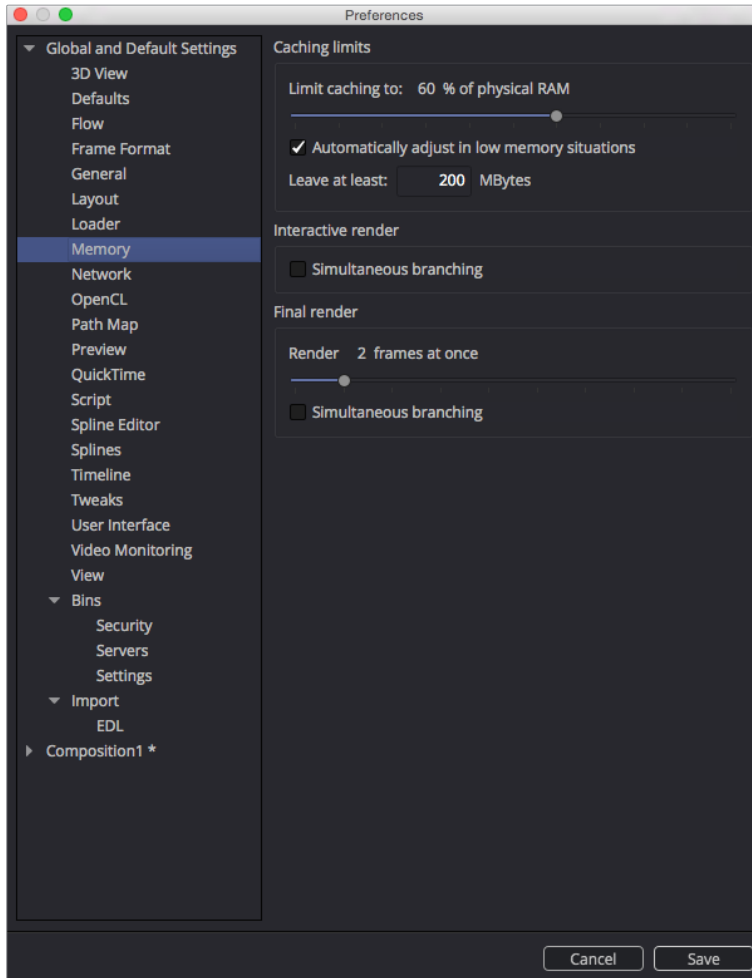 Preferences
Global and Default Settings
3D View
Defaults
Flow
Frame Format
General
Layout
Loader
Memory
Network
OpenCL
Path Map
Preview
QuickTime
Script
Spline Editor
Splines
Timeline
Tweaks
User Interface
Video Monitoring
View
Bins
Security
Servers
Settings
Import
EDL
Composition1 *
Caching limits
Limit caching to: 60 % of physical RAM
Automatically adjust in low memory situations
Leave at least: 200 MBytes
Interactive render
Simultaneous branching
Final render
Render 2 frames at once
Simultaneous branching
Cancel
Save